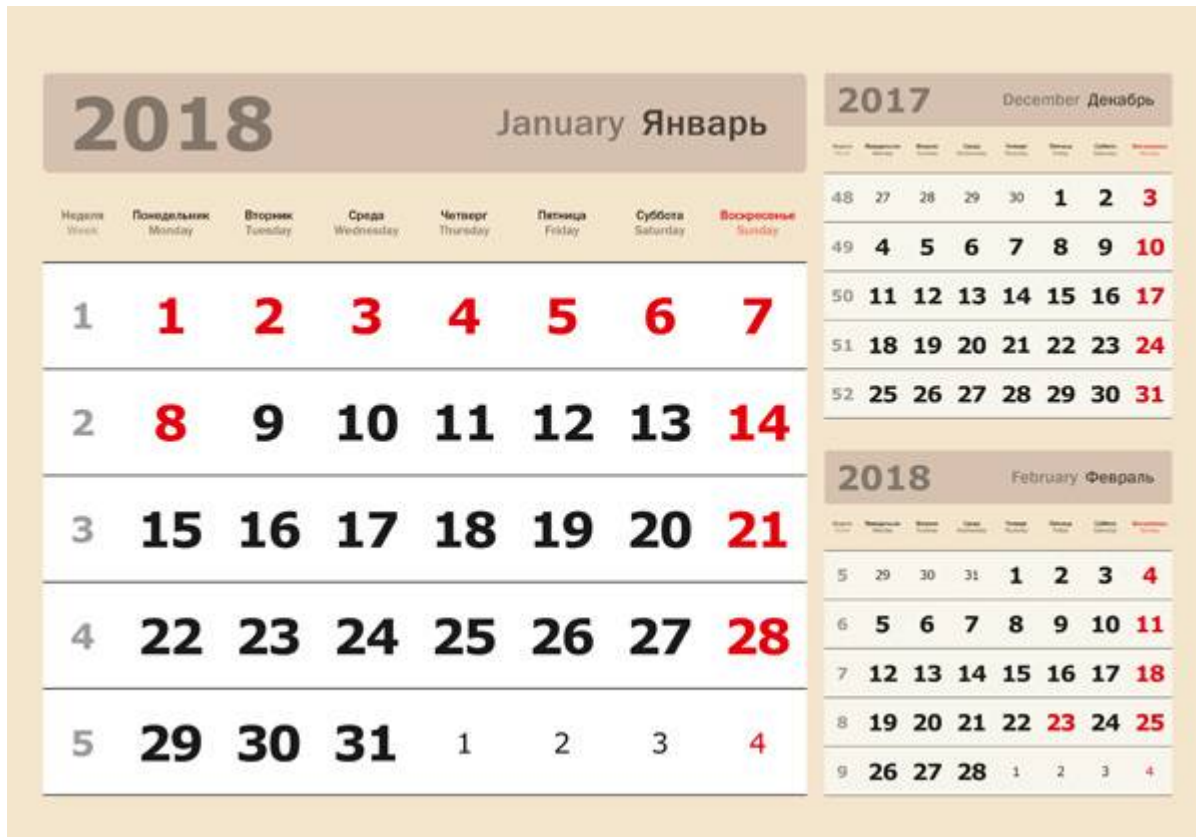 2018 January Январь
Неделя Понедельник Вторник Среда Четверг Пятница Суббота Воскресенье
Week Monday Tuesday Wednesday Thursday Friday Saturday Sunday
1 1 2 3 4 5 6 7
2 8 9 10 11 12 13 14
3 15 16 17 18 19 20 21
4 22 23 24 25 26 27 28
5 29 30 31 1 2 3 4
2017 December Декабрь
48 27 28 29 30 1 2 3
49 4 5 6 7 8 9 10
50 11 12 13 14 15 16 17
51 18 19 20 21 22 23 24
52 25 26 27 28 29 30 31
2018 February Февраль
5 29 30 31 1 2 3 4
6 5 6 7 8 9 10 11
7 12 13 14 15 16 17 18
8 19 20 21 22 23 24 25
9 26 27 28 1 2 3 4